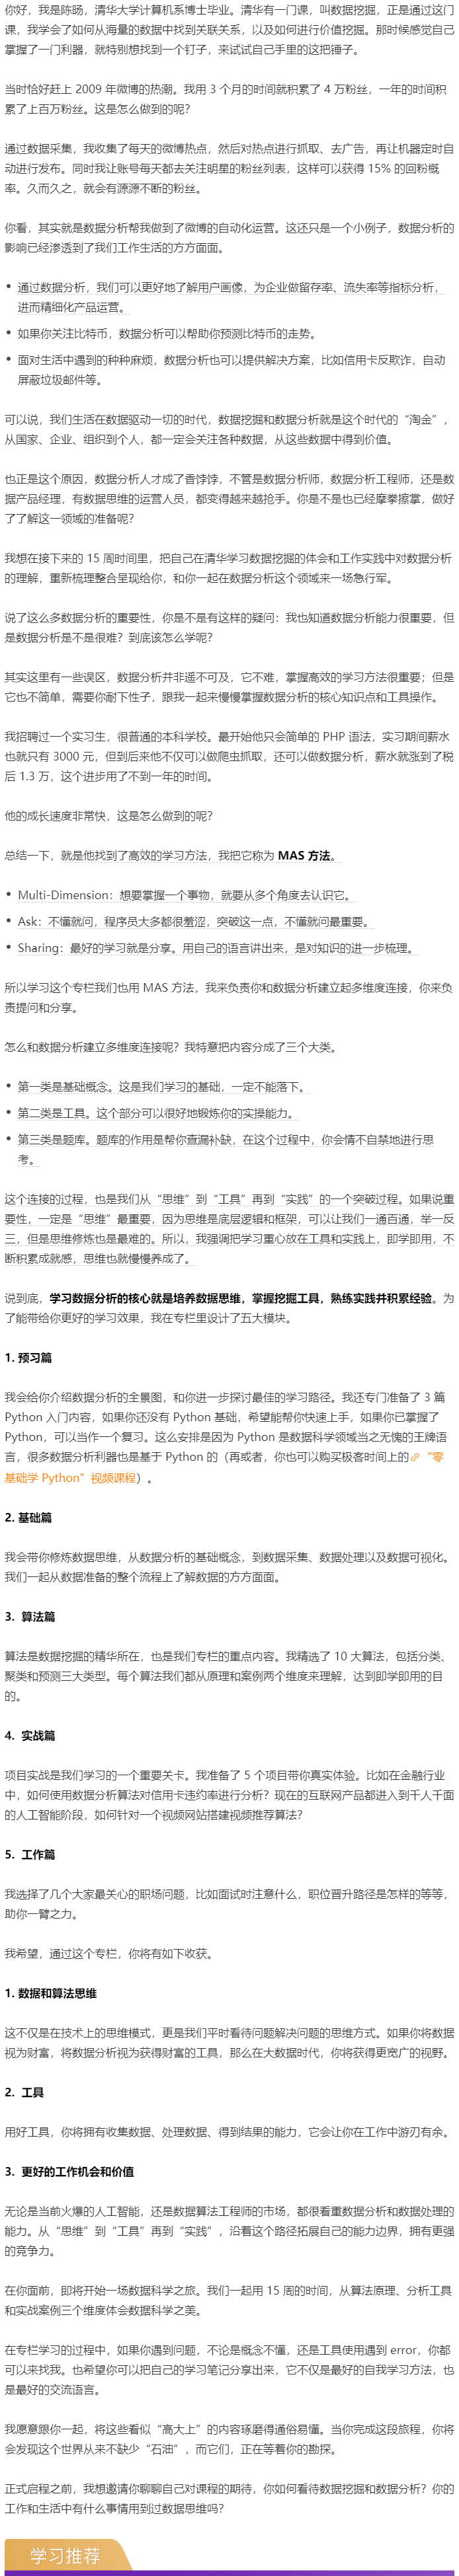 你好，我是陈旸，清华大学计算机系博士毕业。清华有一门课，叫数据挖掘，正是通过这门
课，我学会了如何从海量的数据中找到关联关系，以及如何进行价值挖掘。那时候感觉自己
掌握了一门利器，就特别想找到一个钉子，来试试自己手里的这把锤子。
当时恰好赶上 2009 年微博的热潮。我用 3 个月的时间就积累了 4 万粉丝，一年的时间积
累了上百万粉丝。这是怎么做到的呢？
通过数据采集，我收集了每天的微博热点，然后对热点进行抓取、去广告，再让机器定时自
动进行发布。同时我让账号每天都去关注明星的粉丝列表，这样可以获得 15% 的回粉概
率。久而久之，就会有源源不断的粉丝。
你看，其实就是数据分析帮我做到了微博的自动化运营。这还只是一个小例子，数据分析的
影响已经渗透到了我们工作生活的方方面面。
• 通过数据分析，我们可以更好地了解用户画像，为企业做留存率、流失率等指标分析，
进而精细化产品运营。
• 如果你关注比特币，数据分析可以帮助你预测比特币的走势。
• 面对生活中遇到的种种麻烦，数据分析也可以提供解决方案，比如信用卡反欺诈，自动
屏蔽垃圾邮件等。
可以说，我们生活在数据驱动一切的时代，数据挖掘和数据分析就是这个时代的“淘金”，
从国家、企业、组织到个人，都一定会关注各种数据，从这些数据中得到价值。
也正是这个原因，数据分析人才成了香饽饽，不管是数据分析师，数据分析工程师，还是数
据产品经理，有数据思维的运营人员，都变得越来越抢手。你是不是也已经摩拳擦掌，做好
了了解这一领域的准备呢？
我想在接下来的 15 周时间里，把自己在清华学习数据挖掘的体会和工作实践中对数据分析
的理解，重新梳理整合呈现给你，和你一起在数据分析这个领域来一场急行军。
说了这么多数据分析的重要性，你是不是有这样的疑问：我也知道数据分析能力很重要，但
是数据分析是不是很难？到底该怎么学呢？
其实这里有一些误区，数据分析并非遥不可及，它不难，掌握高效的学习方法很重要；但是
它也不简单，需要你耐下性子，跟我一起来慢慢掌握数据分析的核心知识点和工具操作。
我招聘过一个实习生，很普通的本科学校。最开始他只会简单的 PHP 语法，实习期间薪水
也就只有 3000 元，但到后来他不仅可以做爬虫抓取，还可以做数据分析，薪水就涨到了税
后 1.3 万，这个进步用了不到一年的时间。
他的成长速度非常快，这是怎么做到的呢？
总结一下，就是他找到了高效的学习方法，我把它称为 MAS 方法。
• Multi-Dimension：想要掌握一个事物，就要从多个角度去认识它。
• Ask：不懂就问，程序员大多都很羞涩，突破这一点，不懂就问最重要。
• Sharing：最好的学习就是分享。用自己的语言讲出来，是对知识的进一步梳理。
所以学习这个专栏我们也用 MAS 方法，我来负责你和数据分析建立起多维度连接，你来负
责提问和分享。
怎么和数据分析建立多维度连接呢？我特意把内容分成了三个大类。
• 第一类是基础概念。这是我们学习的基础，一定不能落下。
• 第二类是工具。这个部分可以很好地锻炼你的实操能力。
• 第三类是题库。题库的作用是帮你查漏补缺，在这个过程中，你会情不自禁地进行思
考。
这个连接的过程，也是我们从“思维”到“工具”再到“实践”的一个突破过程。如果说重
要性，一定是“思维”最重要，因为思维是底层逻辑和框架，可以让我们一通百通，举一反
三，但是思维修炼也是最难的。所以，我强调把学习重心放在工具和实践上，即学即用，不
断积累成就感，思维也就慢慢养成了。
说到底，学习数据分析的核心就是培养数据思维，掌握挖掘工具，熟练实践并积累经验。为
了能带给你更好的学习效果，我在专栏里设计了五大模块。
1. 预习篇
我会给你介绍数据分析的全景图，和你进一步探讨最佳的学习路径。我还专门准备了 3 篇
Python 入门内容，如果你还没有 Python 基础，希望能帮你快速上手，如果你已掌握了
Python，可以当作一个复习。这么安排是因为 Python 是数据科学领域当之无愧的王牌语
言，很多数据分析利器也是基于 Python 的（再或者，你也可以购买极客时间上的“零
基础学 Python”视频课程）。
2. 基础篇
我会带你修炼数据思维，从数据分析的基础概念，到数据采集、数据处理以及数据可视化。
我们一起从数据准备的整个流程上了解数据的方方面面。
3. 算法篇
算法是数据挖掘的精华所在，也是我们专栏的重点内容。我精选了 10 大算法，包括分类、
聚类和预测三大类型。每个算法我们都从原理和案例两个维度来理解，达到即学即用的目
的。
4. 实战篇
项目实战是我们学习的一个重要关卡。我准备了 5 个项目带你真实体验。比如在金融行业
中，如何使用数据分析算法对信用卡违约率进行分析？现在的互联网产品都进入到千人千面
的人工智能阶段，如何针对一个视频网站搭建视频推荐算法？
5. 工作篇
我选择了几个大家最关心的职场问题，比如面试时注意什么，职位晋升路径是怎样的等等，
助你一臂之力。
我希望，通过这个专栏，你将有如下收获。
1. 数据和算法思维
这不仅是在技术上的思维模式，更是我们平时看待问题解决问题的思维方式。如果你将数据
视为财富，将数据分析视为获得财富的工具，那么在大数据时代，你将获得更宽广的视野。
2. 工具
用好工具，你将拥有收集数据、处理数据、得到结果的能力，它会让你在工作中游刃有余。
3. 更好的工作机会和价值
无论是当前火爆的人工智能，还是数据算法工程师的市场，都很看重数据分析和数据处理的
能力。从“思维”到“工具”再到“实践”，沿着这个路径拓展自己的能力边界，拥有更强
的竞争力。
在你面前，即将开始一场数据科学之旅。我们一起用 15 周的时间，从算法原理、分析工具
和实战案例三个维度体会数据科学之美。
在专栏学习的过程中，如果你遇到问题，不论是概念不懂，还是工具使用遇到 error，你都
可以来找我。也希望你可以把自己的学习笔记分享出来，它不仅是最好的自我学习方法，也
是最好的交流语言。
我愿意跟你一起，将这些看似“高大上”的内容琢磨得通俗易懂。当你完成这段旅程，你将
会发现这个世界从来不缺少“石油”，而它们，正在等着你的勘探。
正式启程之前，我想邀请你聊聊自己对课程的期待，你如何看待数据挖掘和数据分析？你的
工作和生活中有什么事情用到过数据思维吗？
学习推荐